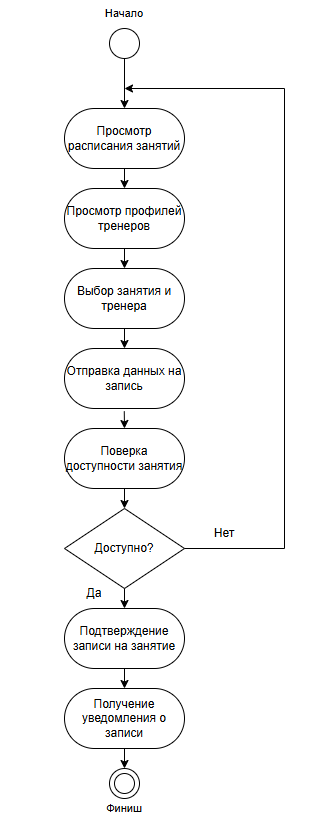 Начало
Просмотр
расписания занятий
Просмотр профилей
тренеров
Выбор занятия и
тренера
Отправка данных на
запись
Поверка
доступности занятия
Доступно?
Нет
Да
Подтверждение
записи на занятие
Получение
уведомления о
записи
Финиш